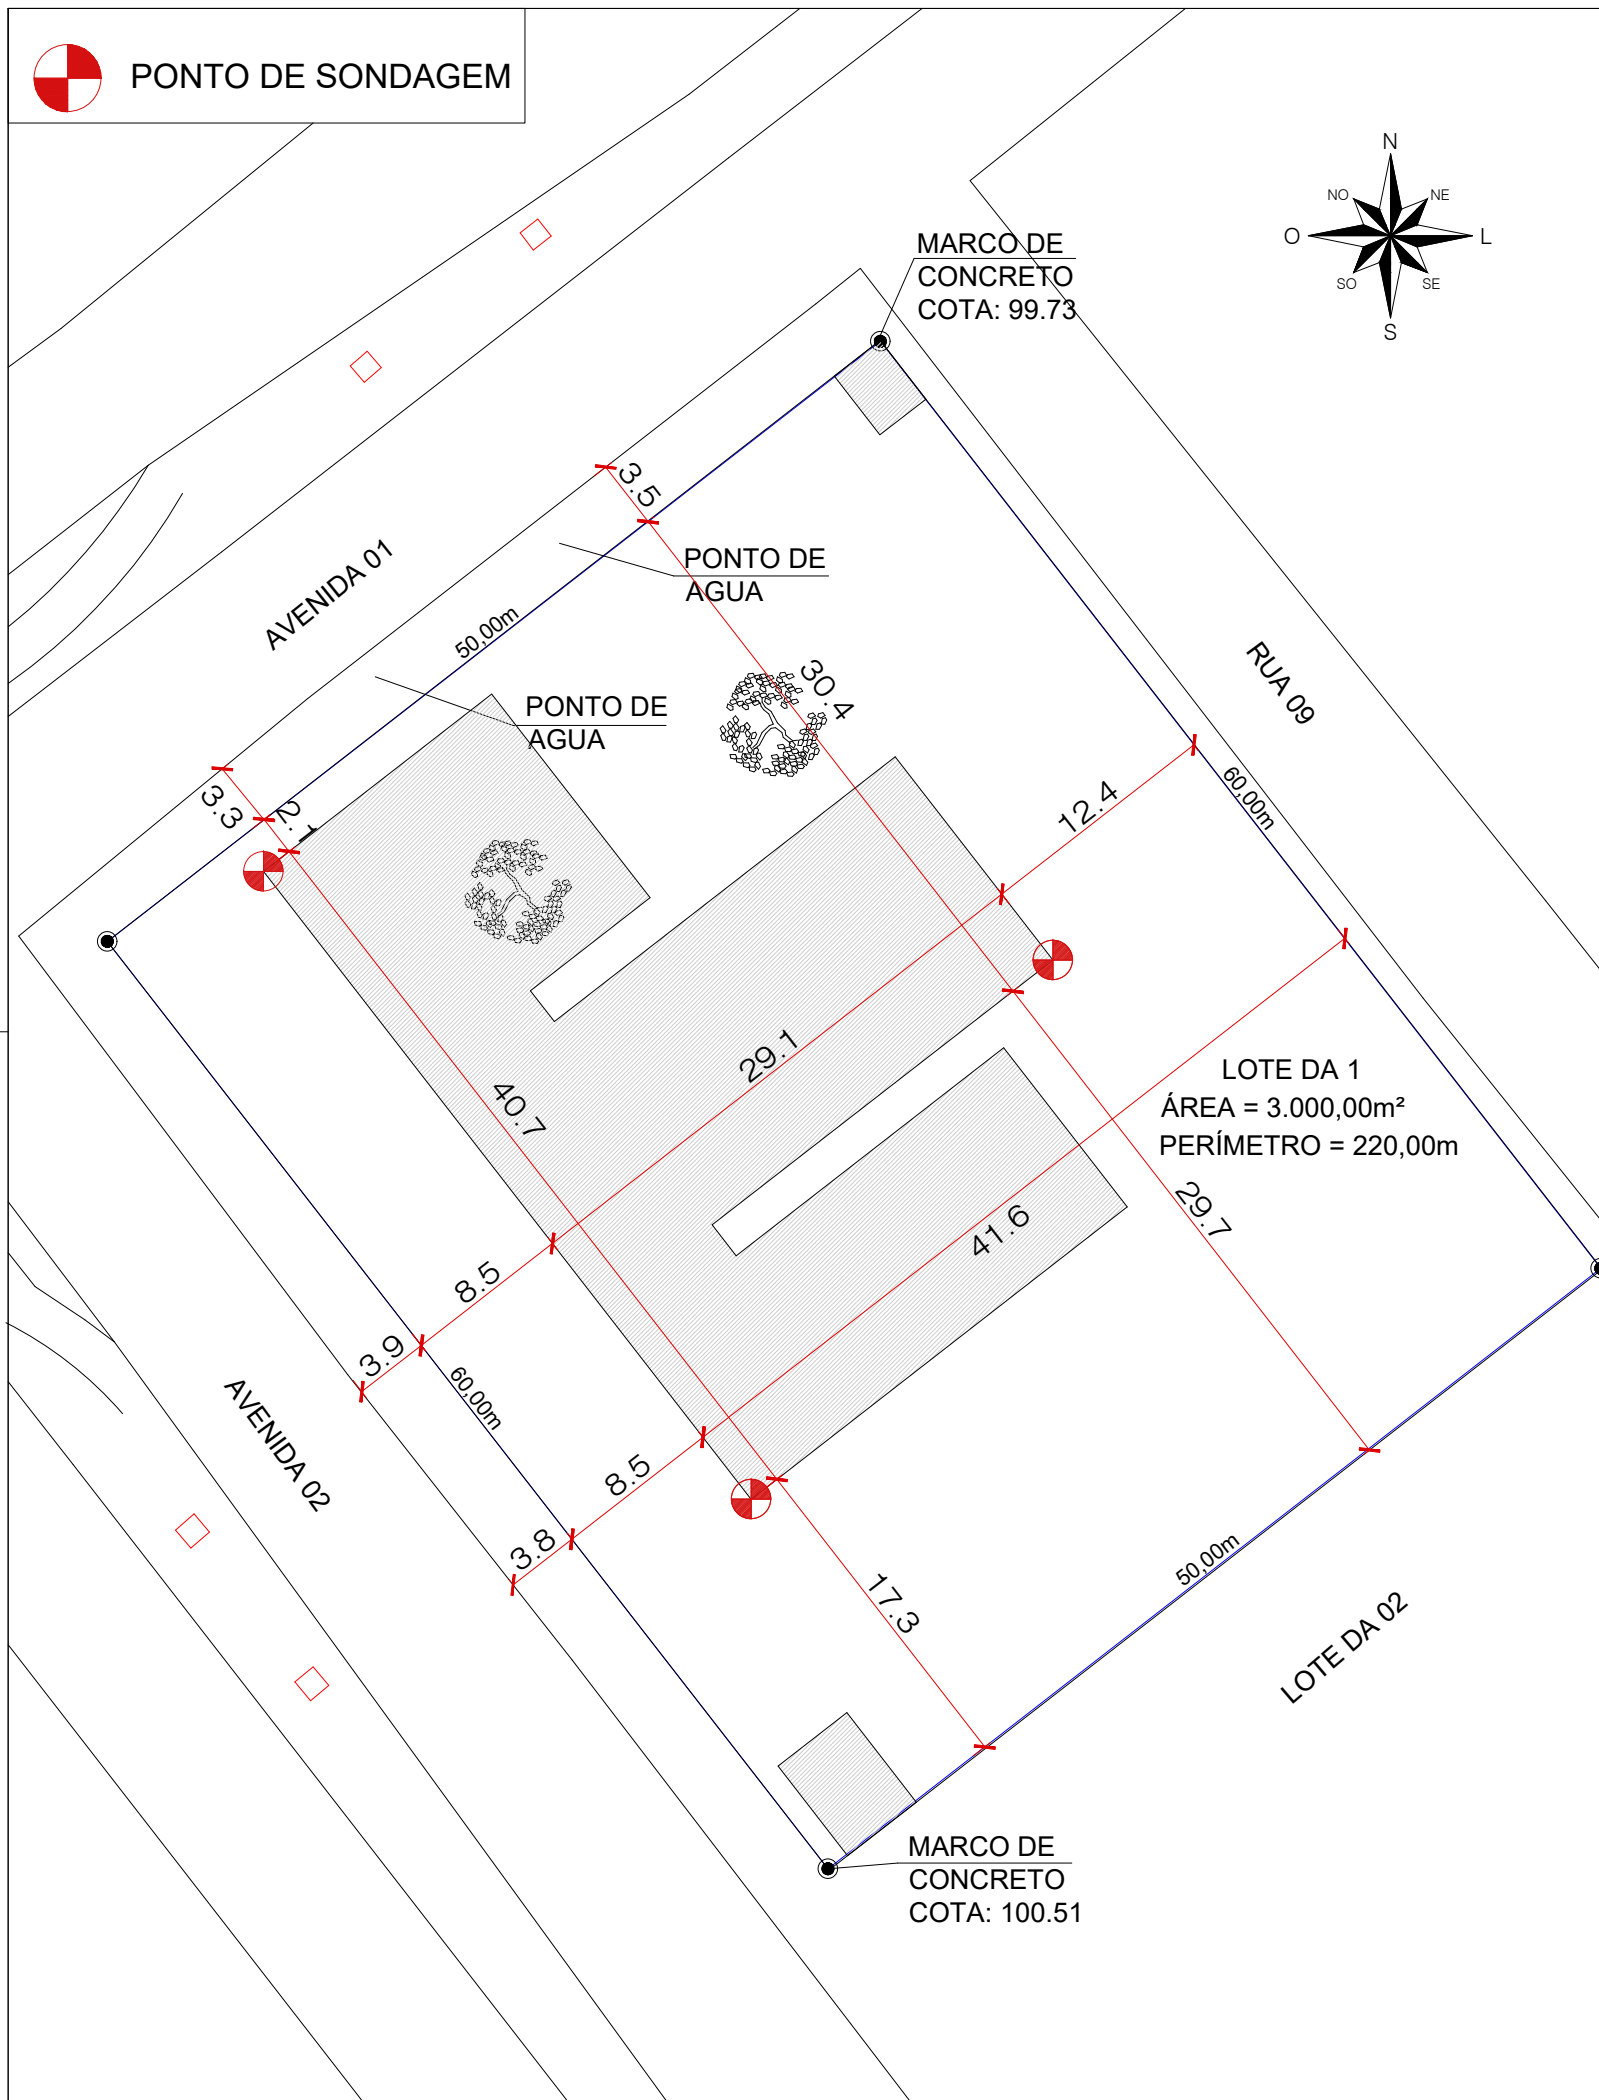 PONTO DE SONDAGEM
N
NO
NE
O
L
SO
SE
S
MARCO DE
CONCRETO
COTA: 99.73
3.5
PONTO DE
AGUA
AVENIDA 01
50,00m
30.4
RUA 09
PONTO DE
AGUA
3.3
2.1
12.4
60,00m
29.1
40.7
LOTE DA 1
ÁREA = 3.000,00m²
PERÍMETRO = 220,00m
29.7
41.6
8.5
3.9
60,00m
AVENIDA 02
8.5
3.8
17.3
50,00m
LOTE DA 02
MARCO DE
CONCRETO
COTA: 100.51